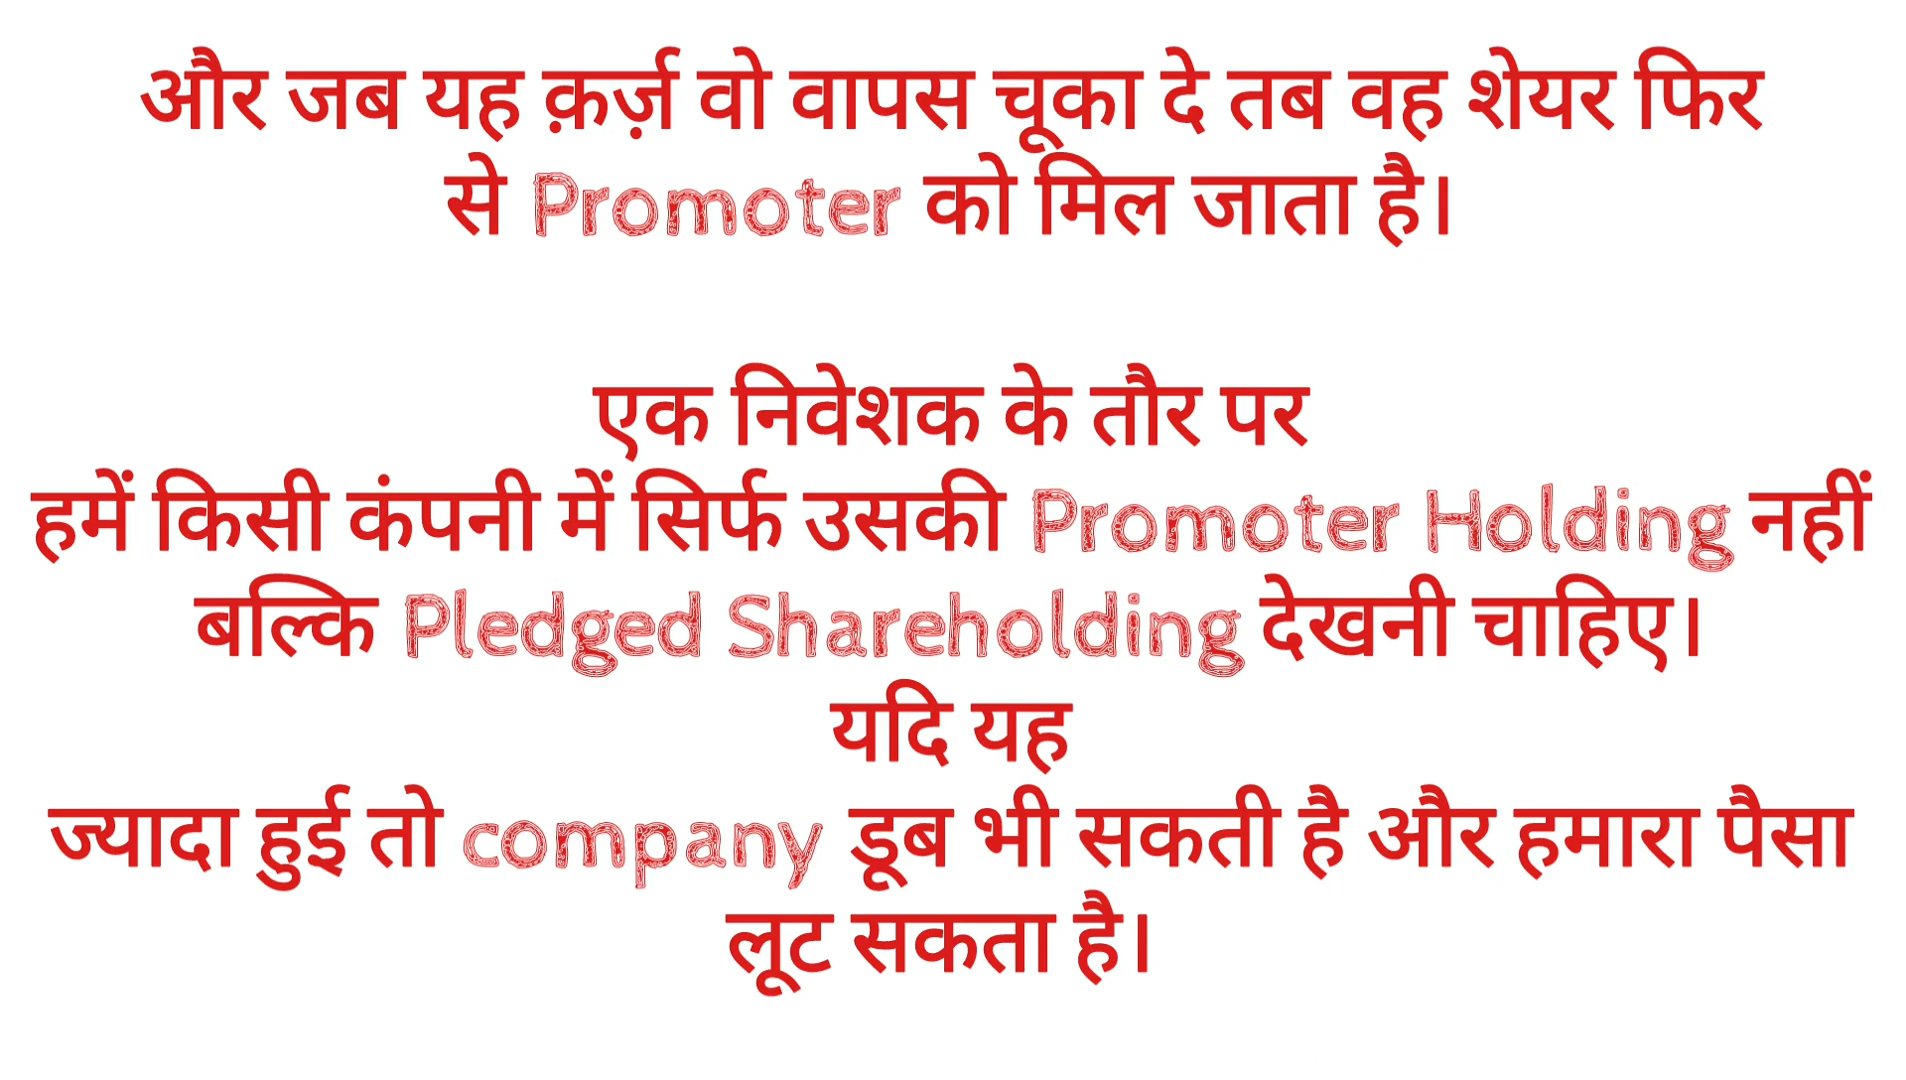 और जब यह क़र्ज़ वो वापस चूका दे तब वह शेयर फिर
से Promoter को मिल जाता है।
एक निवेशक के तौर पर
हमें किसी कंपनी में सिर्फ उसकी Promoter Holding नहीं
बल्कि Pledged Shareholding देखनी चाहिए।
यदि यह
ज्यादा हुई तो company डूब भी सकती है और हमारा पैसा
लूट सकता है।